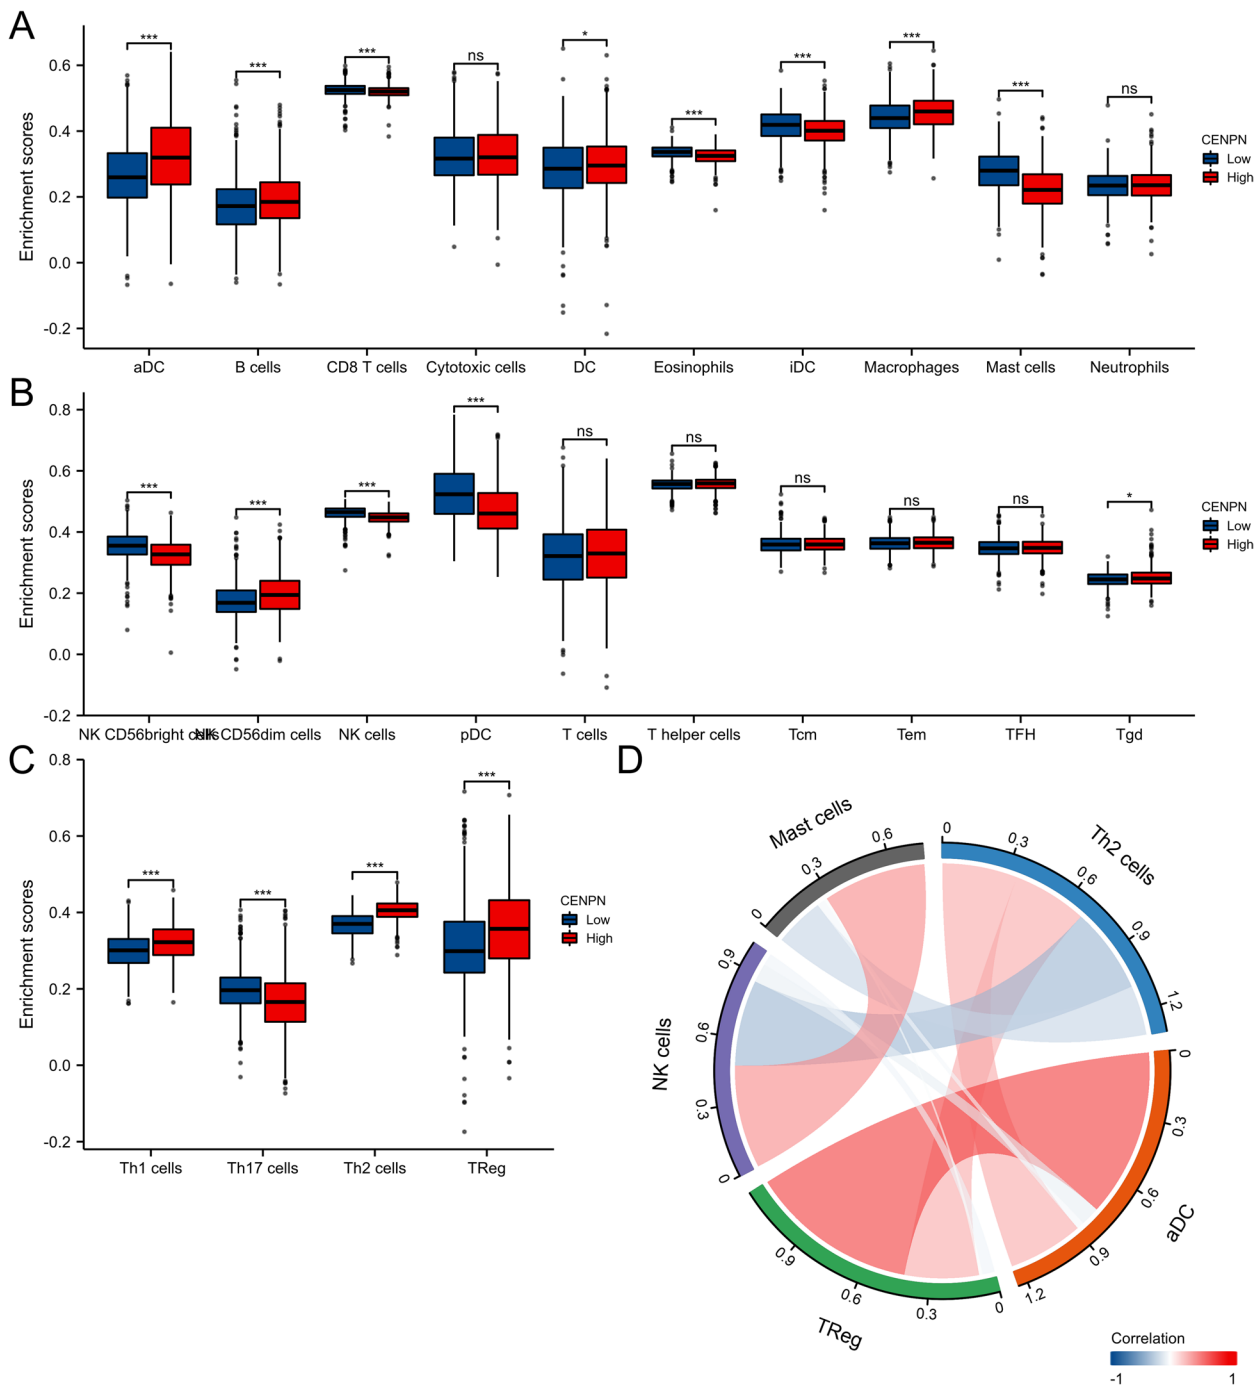 A
Enrichment scores
0.6
0.4
0.2
0.0
-0.2
*** *** *** ns * *** *** *** *** ns
aDC B cells CD8 T cells Cytotoxic cells DC Eosinophils iDC Macrophages Mast cells Neutrophils
CENPN
Low
High
B
Enrichment scores
0.8
0.6
0.4
0.2
0.0
-0.2
*** *** *** *** ns ns ns ns ns *
NK CD56bright cells NK CD56dim cells NK cells pDC T cells T helper cells Tcm Tem TFH Tgd
CENPN
Low
High
C
Enrichment scores
0.8
0.6
0.4
0.2
0.0
-0.2
*** *** *** ***
Th1 cells Th17 cells Th2 cells TReg
CENPN
Low
High
D
Mast cells
0 0.3 0.6
Th2 cells
0 0.3 0.6 0.9 1.2
aDC
0 0.3 0.6 0.9 1.2
TReg
0 0.3 0.6 0.9
NK cells
0 0.3 0.6 0.9
Correlation
-1 1